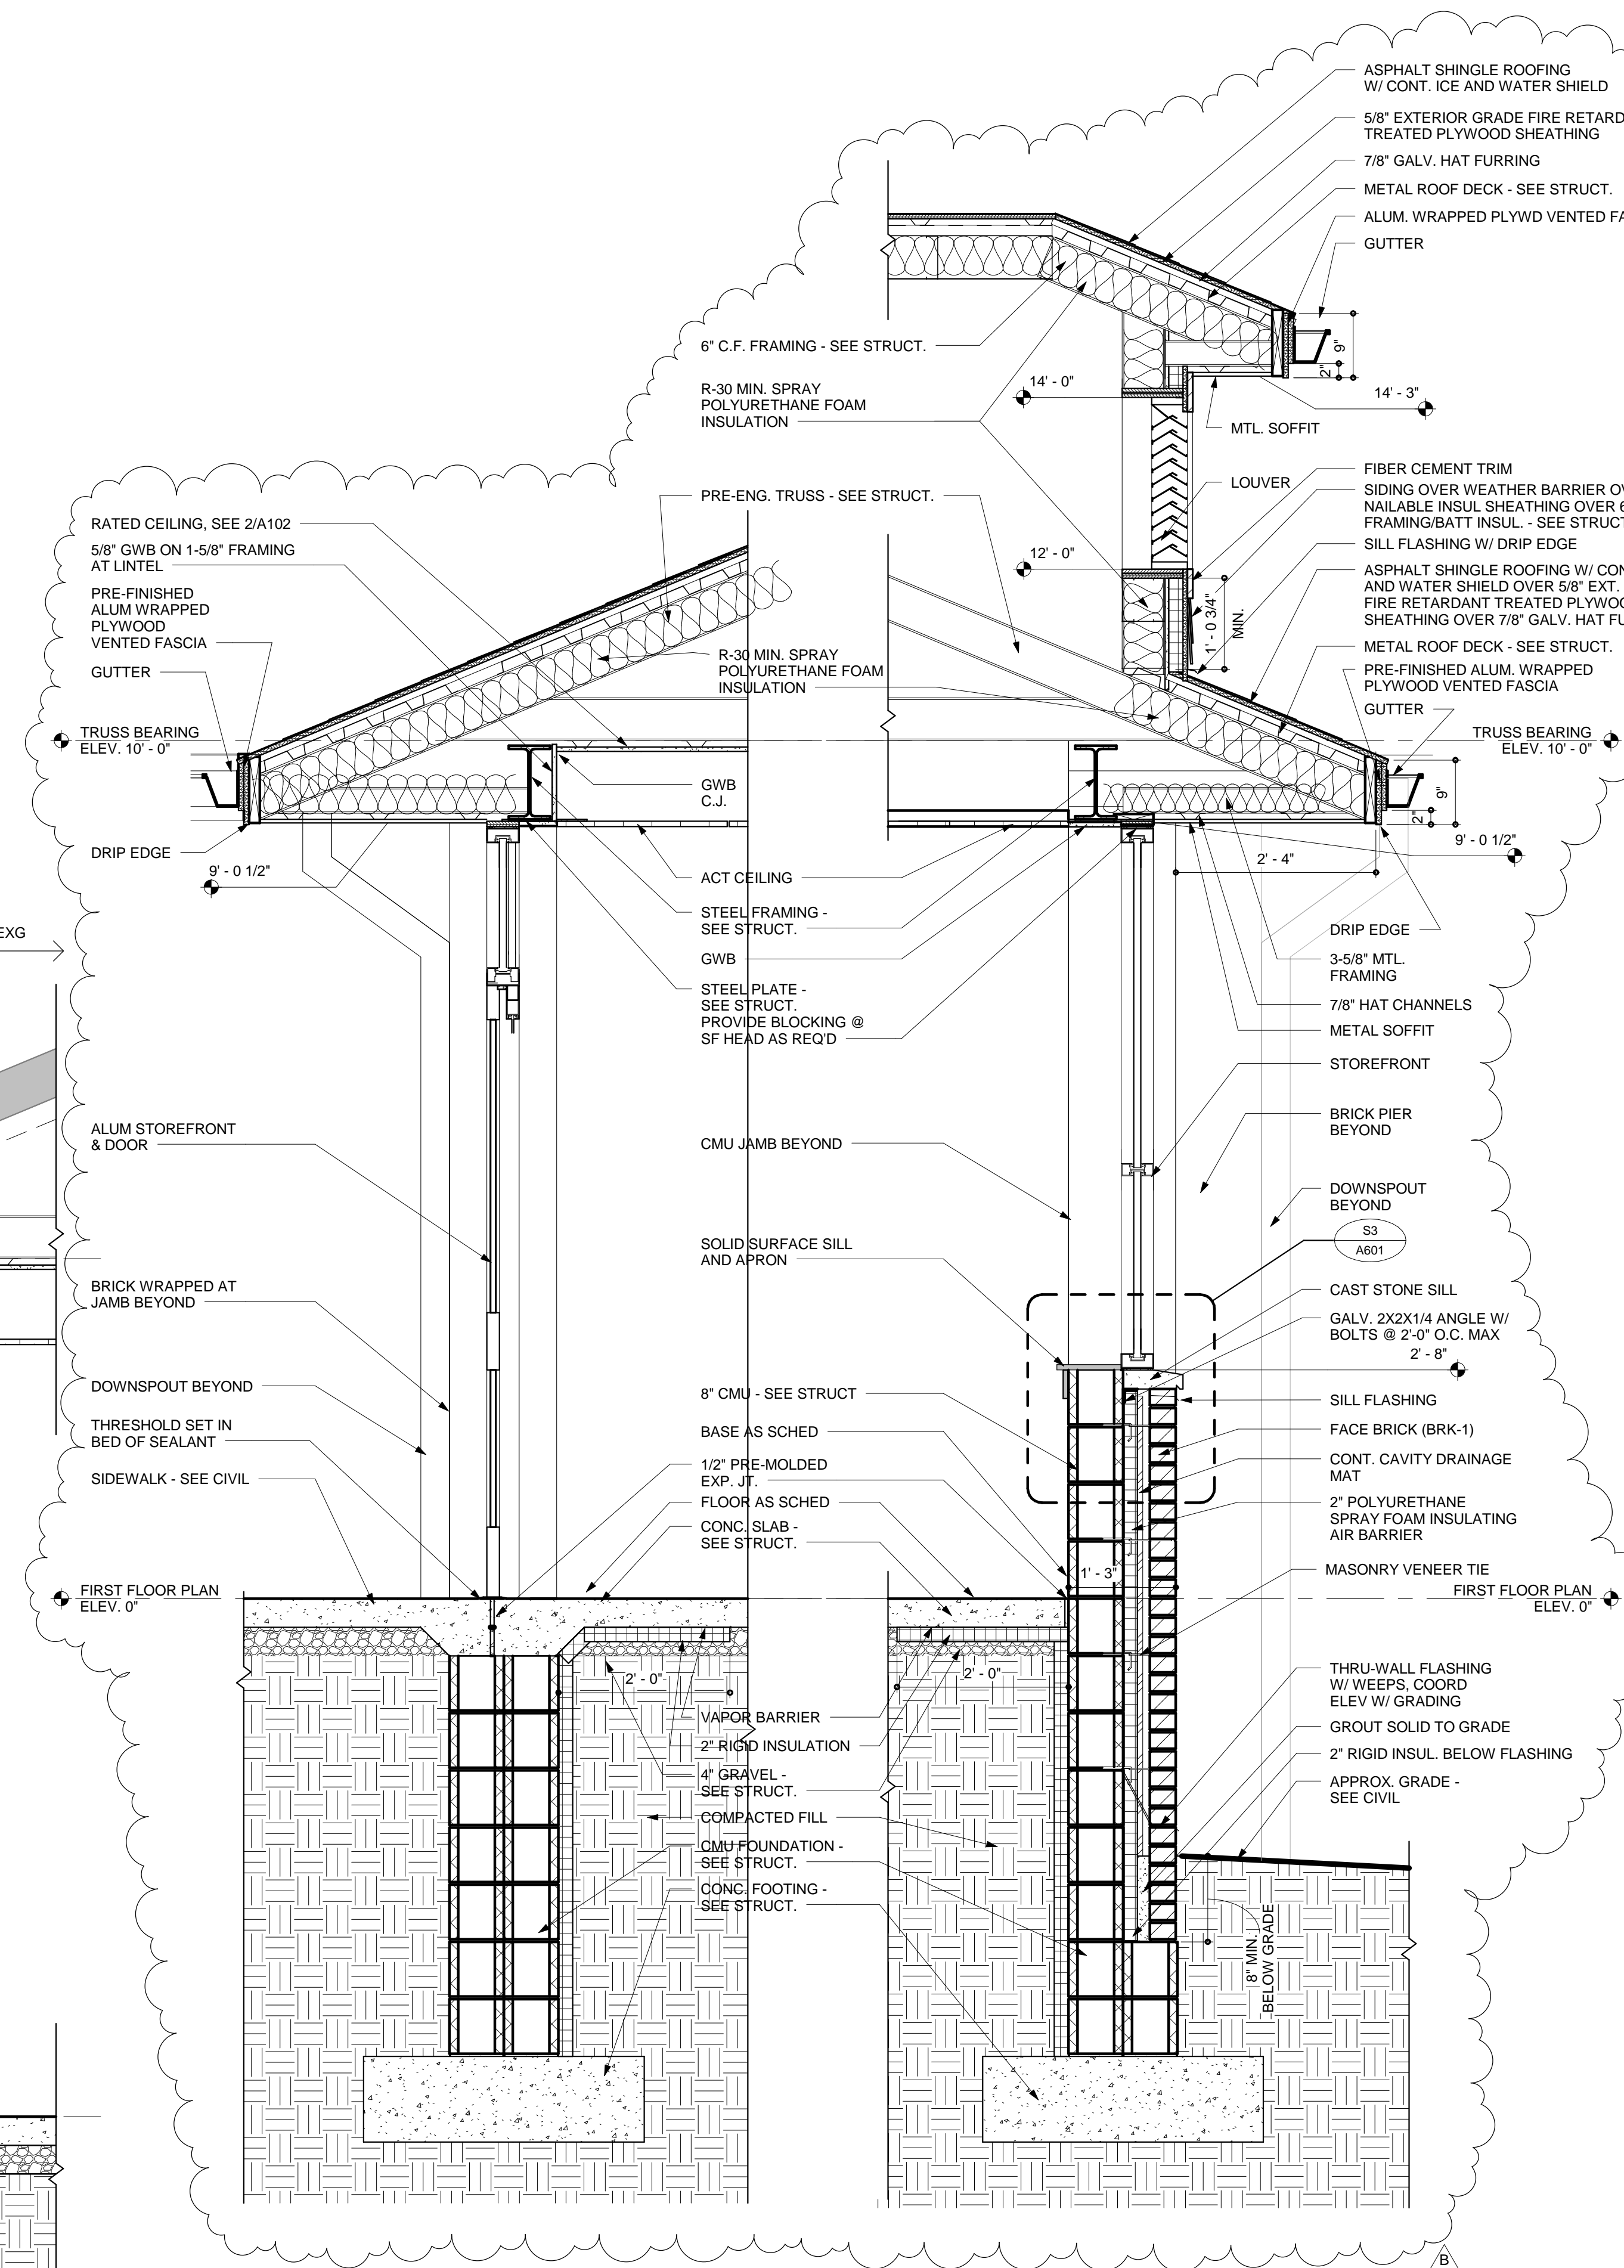 ASPHALT SHINGLE ROOFING
W/ CONT. ICE AND WATER SHIELD
5/8" EXTERIOR GRADE FIRE RETARD
TREATED PLYWOOD SHEATHING
7/8" GALV. HAT FURRING
METAL ROOF DECK - SEE STRUCT.
ALUM. WRAPPED PLYWD VENTED FA
GUTTER
9"
2"
6" C.F. FRAMING - SEE STRUCT.
R-30 MIN. SPRAY
POLYURETHANE FOAM
INSULATION
14' - 0"
14' - 3"
MTL. SOFFIT
LOUVER
FIBER CEMENT TRIM
SIDING OVER WEATHER BARRIER OV
NAILABLE INSUL SHEATHING OVER 6
FRAMING/BATT INSUL. - SEE STRUCT
SILL FLASHING W/ DRIP EDGE
ASPHALT SHINGLE ROOFING W/ CON
AND WATER SHIELD OVER 5/8" EXT.
FIRE RETARDANT TREATED PLYWO
SHEATHING OVER 7/8" GALV. HAT FU
METAL ROOF DECK - SEE STRUCT.
PRE-FINISHED ALUM. WRAPPED
PLYWOOD VENTED FASCIA
GUTTER
12' - 0"
1' - 0 3/4"
MIN.
PRE-ENG. TRUSS - SEE STRUCT.
RATED CEILING, SEE 2/A102
5/8" GWB ON 1-5/8" FRAMING
AT LINTEL
PRE-FINISHED
ALUM WRAPPED
PLYWOOD
VENTED FASCIA
GUTTER
R-30 MIN. SPRAY
POLYURETHANE FOAM
INSULATION
TRUSS BEARING
ELEV. 10' - 0"
TRUSS BEARING
ELEV. 10' - 0"
GWB
C.J.
9"
2"
DRIP EDGE
9' - 0 1/2"
9' - 0 1/2"
2' - 4"
ACT CEILING
STEEL FRAMING -
SEE STRUCT.
GWB
STEEL PLATE -
SEE STRUCT.
PROVIDE BLOCKING @
SF HEAD AS REQ'D
DRIP EDGE
3-5/8" MTL.
FRAMING
7/8" HAT CHANNELS
METAL SOFFIT
STOREFRONT
EXG
ALUM STOREFRONT
& DOOR
CMU JAMB BEYOND
BRICK PIER
BEYOND
DOWNSPOUT
BEYOND
S3
A601
SOLID SURFACE SILL
AND APRON
BRICK WRAPPED AT
JAMB BEYOND
CAST STONE SILL
GALV. 2X2X1/4 ANGLE W/
BOLTS @ 2'-0" O.C. MAX
2' - 8"
DOWNSPOUT BEYOND
8" CMU - SEE STRUCT
SILL FLASHING
THRESHOLD SET IN
BED OF SEALANT
BASE AS SCHED
FACE BRICK (BRK-1)
1/2" PRE-MOLDED
EXP. JT.
CONT. CAVITY DRAINAGE
MAT
SIDEWALK - SEE CIVIL
FLOOR AS SCHED
2" POLYURETHANE
SPRAY FOAM INSULATING
AIR BARRIER
CONC. SLAB -
SEE STRUCT.
1' - 3"
MASONRY VENEER TIE
FIRST FLOOR PLAN
ELEV. 0"
FIRST FLOOR PLAN
ELEV. 0"
2' - 0"
2' - 0"
THRU-WALL FLASHING
W/ WEEPS, COORD
ELEV W/ GRADING
VAPOR BARRIER
GROUT SOLID TO GRADE
2" RIGID INSULATION
2" RIGID INSUL. BELOW FLASHING
4" GRAVEL -
SEE STRUCT.
APPROX. GRADE -
SEE CIVIL
COMPACTED FILL
CMU FOUNDATION -
SEE STRUCT.
CONC. FOOTING -
SEE STRUCT.
8" MIN.
BELOW GRADE
B